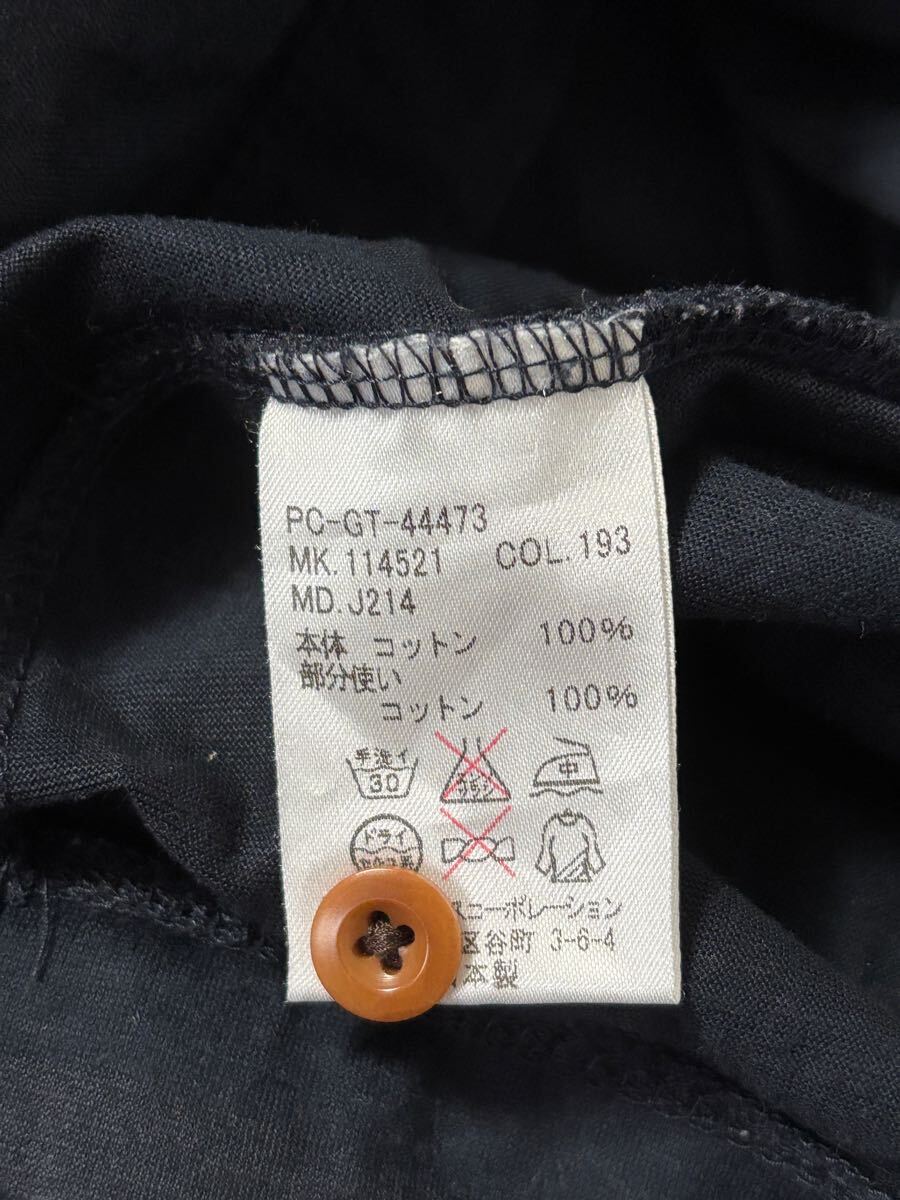 PC-GT-44473
MK.114521 COL.193
MD.J214
本体 コットン 100%
部分使い
コットン 100%
手洗イ
30
中
ドライ
スコーポレーション
区谷町 3-6-4
本製